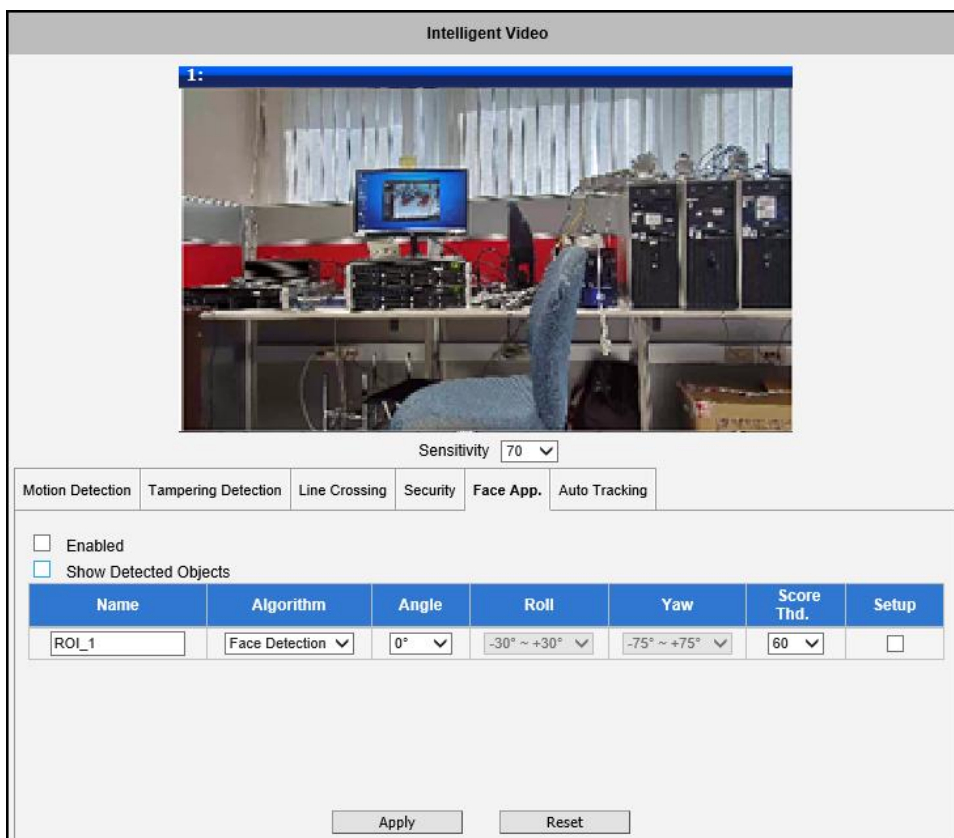 Intelligent Video
1:
Sensitivity 70
Motion Detection Tampering Detection Line Crossing Security Face App. Auto Tracking
Enabled
Show Detected Objects
Name Algorithm Angle Roll Yaw Score Thd. Setup
ROI_1 Face Detection 0° -30° ~ +30° -75° ~ +75° 60
Apply Reset